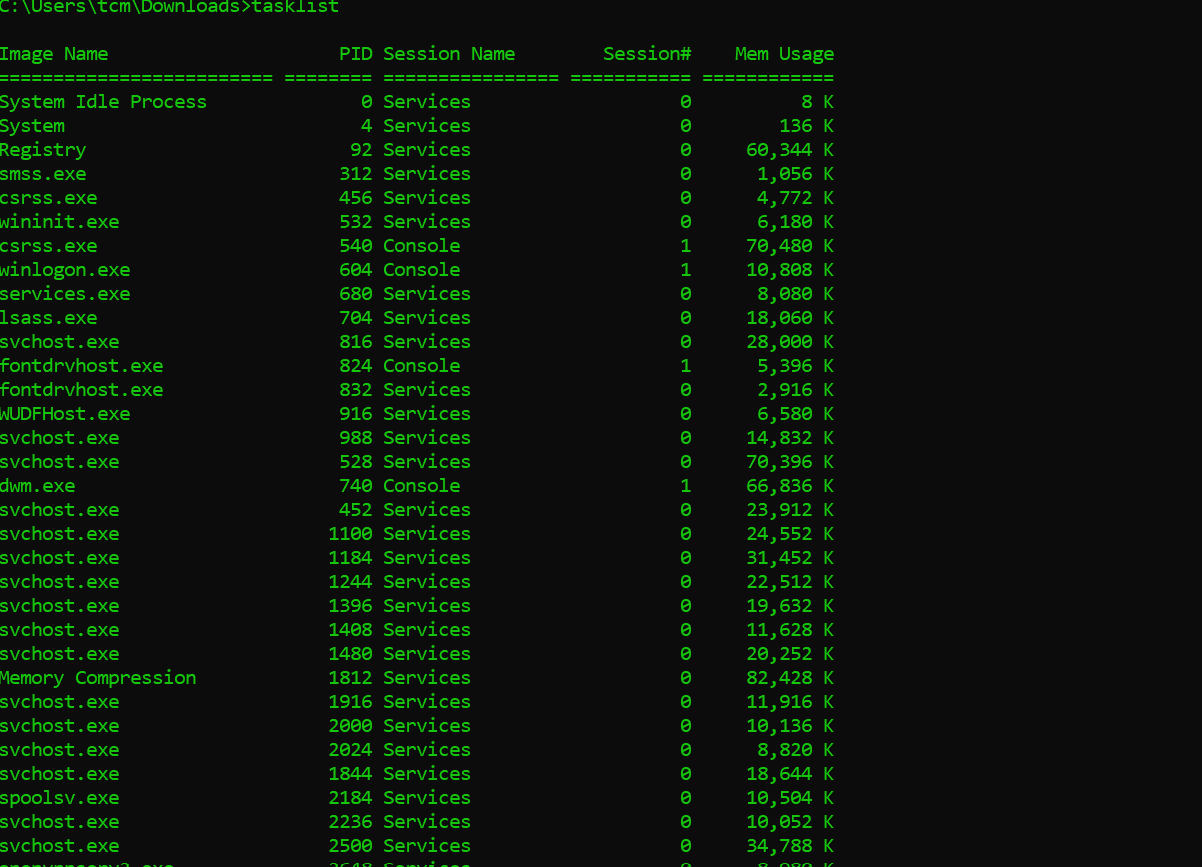 C:\Users\tcm\Downloads>tasklist
Image Name                     PID Session Name        Session#    Mem Usage
========================= ======== ================ =========== ============
System Idle Process              0 Services                   0          8 K
System                           4 Services                   0        136 K
Registry                        92 Services                   0     60,344 K
smss.exe                       312 Services                   0      1,056 K
csrss.exe                      456 Services                   0      4,772 K
wininit.exe                    532 Services                   0      6,180 K
csrss.exe                      540 Console                    1     70,480 K
winlogon.exe                   604 Console                    1     10,808 K
services.exe                   680 Services                   0      8,080 K
lsass.exe                      704 Services                   0     18,060 K
svchost.exe                    816 Services                   0     28,000 K
fontdrvhost.exe                824 Console                    1      5,396 K
fontdrvhost.exe                832 Services                   0      2,916 K
WUDFHost.exe                   916 Services                   0      6,580 K
svchost.exe                    988 Services                   0     14,832 K
svchost.exe                    528 Services                   0     70,396 K
dwm.exe                        740 Console                    1     66,836 K
svchost.exe                    452 Services                   0     23,912 K
svchost.exe                   1100 Services                   0     24,552 K
svchost.exe                   1184 Services                   0     31,452 K
svchost.exe                   1244 Services                   0     22,512 K
svchost.exe                   1396 Services                   0     19,632 K
svchost.exe                   1408 Services                   0     11,628 K
svchost.exe                   1480 Services                   0     20,252 K
Memory Compression            1812 Services                   0     82,428 K
svchost.exe                   1916 Services                   0     11,916 K
svchost.exe                   2000 Services                   0     10,136 K
svchost.exe                   2024 Services                   0      8,820 K
svchost.exe                   1844 Services                   0     18,644 K
spoolsv.exe                   2184 Services                   0     10,504 K
svchost.exe                   2236 Services                   0     10,052 K
svchost.exe                   2500 Services                   0     34,788 K